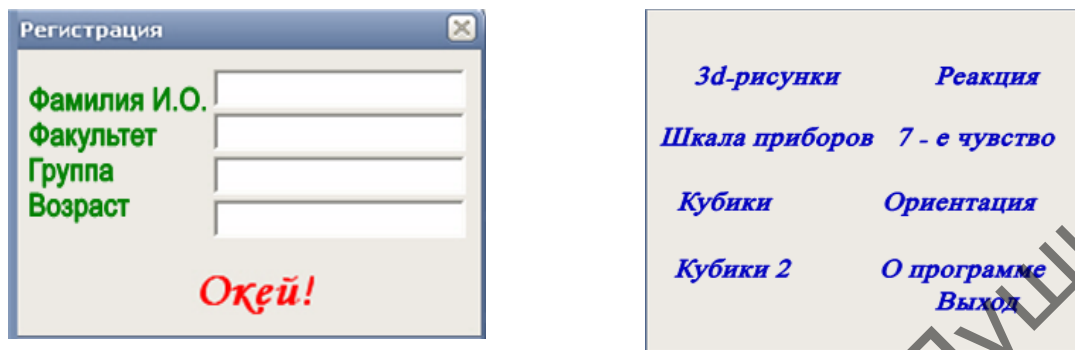 Регистрация
Фамилия И.О.
Факультет
Группа
Возраст
Окей!
3d-рисунки Реакция
Шкала приборов 7 - е чувство
Кубики Ориентация
Кубики 2 О программе
Выход